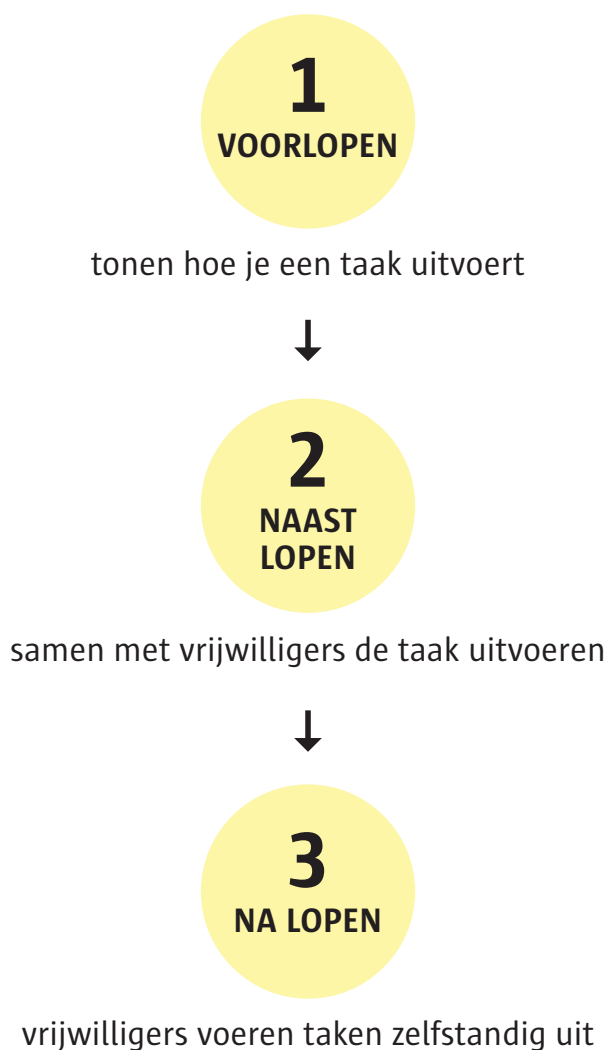 1
VOORLOPEN
tonen hoe je een taak uitvoert
↓
2
NAAST
LOPEN
samen met vrijwilligers de taak uitvoeren
↓
3
NA LOPEN
vrijwilligers voeren taken zelfstandig uit